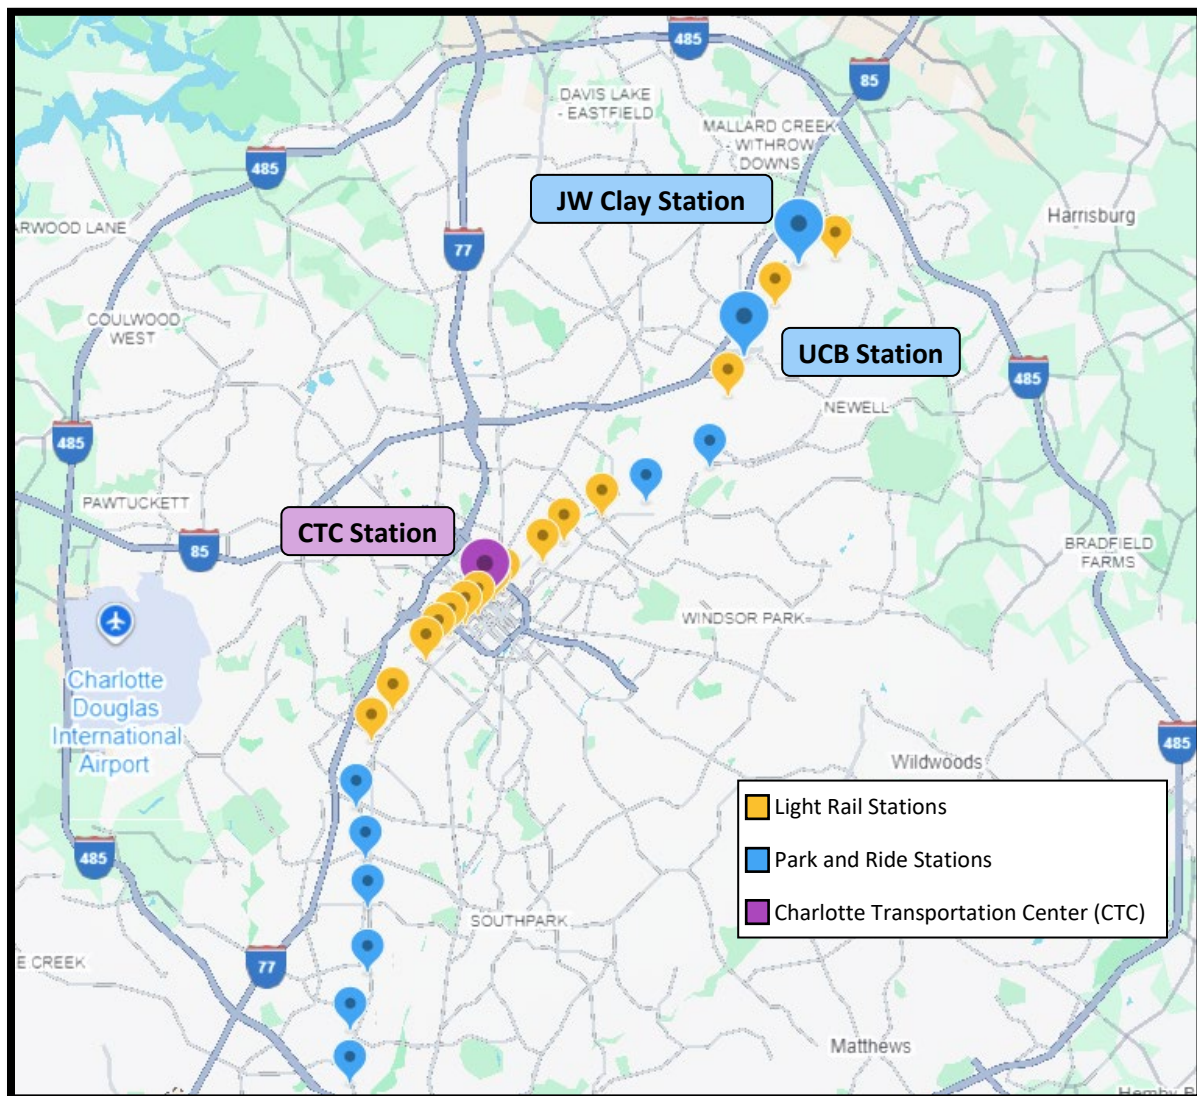 485
85
DAVIS LAKE
- EASTFIELD
MALLARD CREEK
- WITHROW
DOWNS
485
JW Clay Station
Harrisburg
ARWOOD LANE
77
COULWOOD
WEST
UCB Station
485
NEWELL
485
PAWTUCKETT
CTC Station
85
BRADFIELD
FARMS
WINDSOR PARK
Charlotte
Douglas
International
Airport
485
Wildwoods
Light Rail Stations
485
Park and Ride Stations
SOUTHPARK
Charlotte Transportation Center (CTC)
E CREEK
77
Matthews